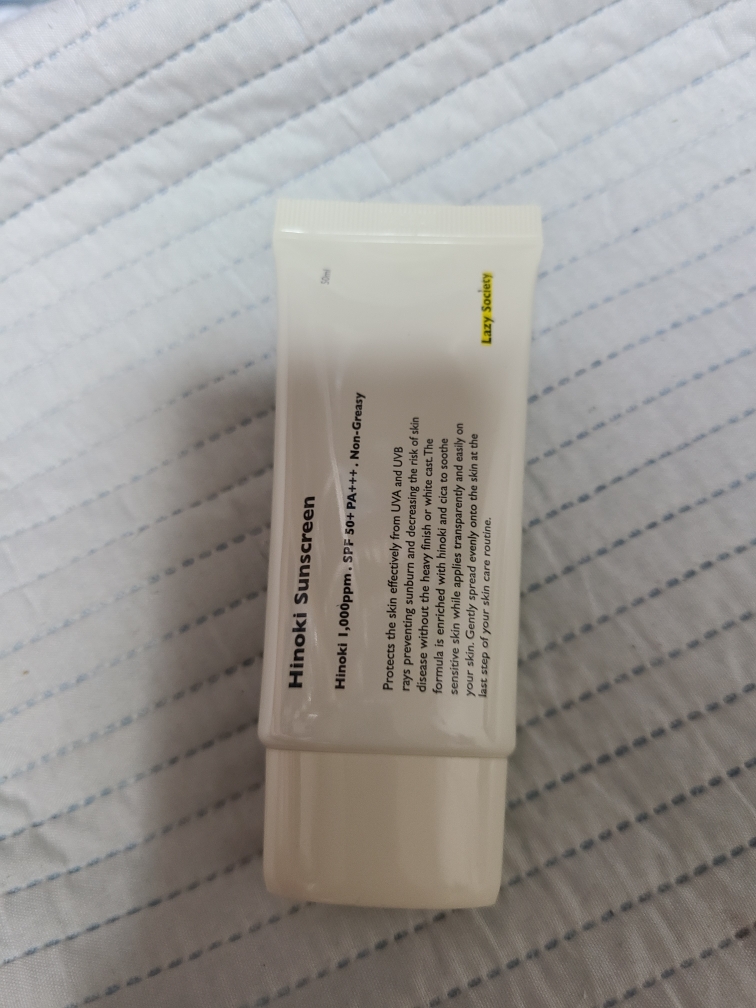 Hinoki Sunscreen
50ml
Hinoki 1,000ppm . SPF 50+ PA+++ . Non-Greasy
Protects the skin effectively from UVA and UVB
rays preventing sunburn and decreasing the risk of skin
disease without the heavy finish or white cast. The
formula is enriched with hinoki and cica to soothe
sensitive skin while applies transparently and easily on
your skin. Gently spread evenly onto the skin at the
last step of your skin care routine.
Lazy Society